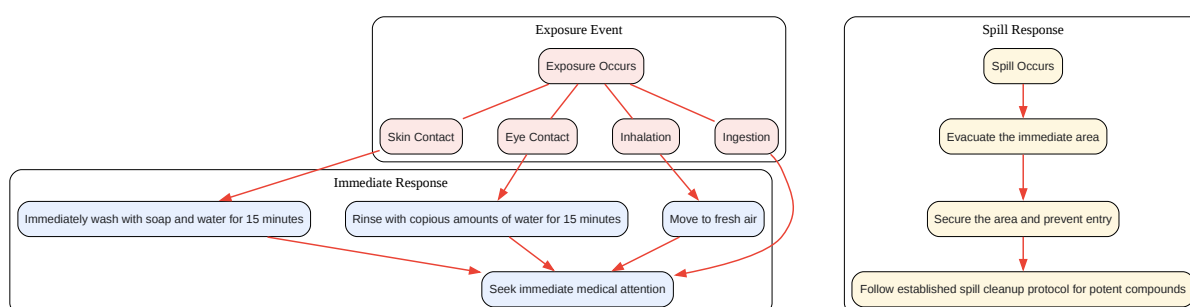 Exposure Event
Exposure Occurs
Skin Contact
Eye Contact
Inhalation
Ingestion
Immediate Response
Immediately wash with soap and water for 15 minutes
Rinse with copious amounts of water for 15 minutes
Move to fresh air
Seek immediate medical attention
Spill Response
Spill Occurs
Evacuate the immediate area
Secure the area and prevent entry
Follow established spill cleanup protocol for potent compounds